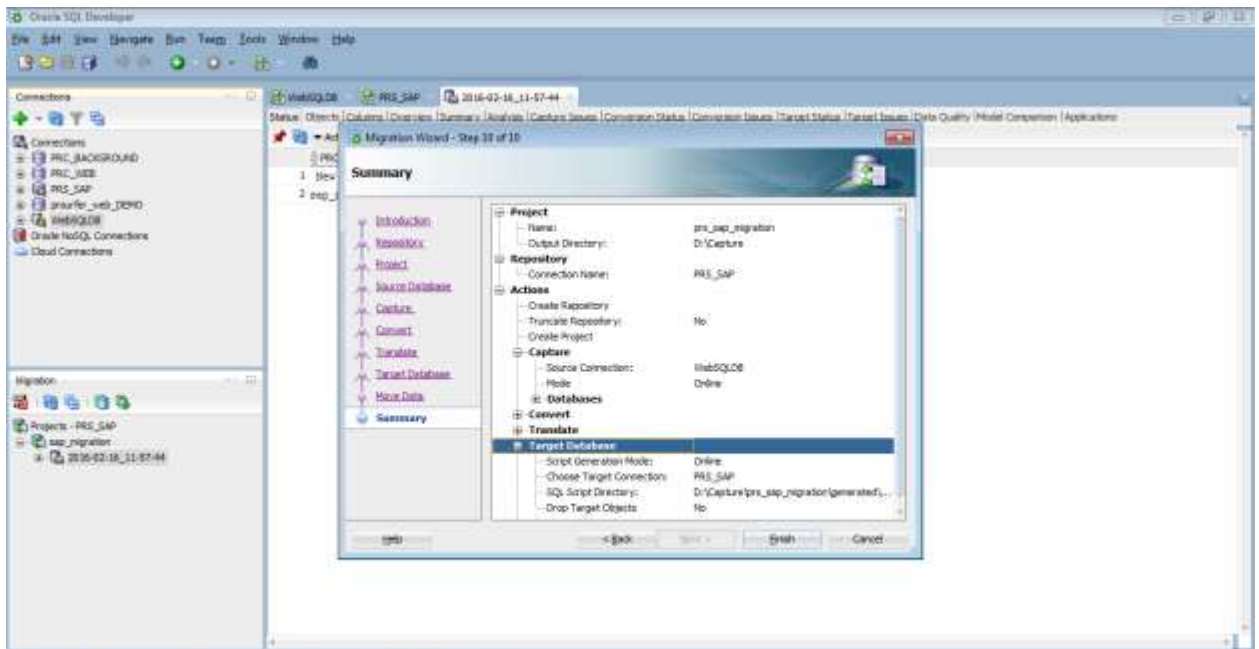 Oracle SQL Developer
File Edit View Navigate Run Team Tools Window Help
Connections
WebSQLDB PRS_SAP 2016-02-16_11-57-44
Status Objects Columns Overview Summary Analysis Capture Issues Conversion Status Conversion Issues Target Status Target Issues Data Quality Model Comparison Applications
Connections
PRC_BACKGROUND
PRC_WEB
PRS_SAP
WebSQLDB
Oracle NoSQL Connections
Cloud Connections
1 New
2
Migration
Projects - PRS_SAP
sap_migration
2016-02-16_11-57-44
Migration Wizard - Step 10 of 10
Summary
Introduction
Repository
Project
Source Database
Capture
Convert
Translate
Target Database
Move Data
Summary
Project
Name: prs_sap_migration
Output Directory: D:\Capture
Repository
Connection Name: PRS_SAP
Actions
Create Repository
Truncate Repository: No
Create Project
Capture
Source Connection: WebSQLDB
Mode Online
Databases
Convert
Translate
Target Database
Script Generation Mode: Online
Choose Target Connection: PRS_SAP
SQL Script Directory: D:\Capture\prs_sap_migration\generated\...
Drop Target Objects No
Help < Back Next > Finish Cancel